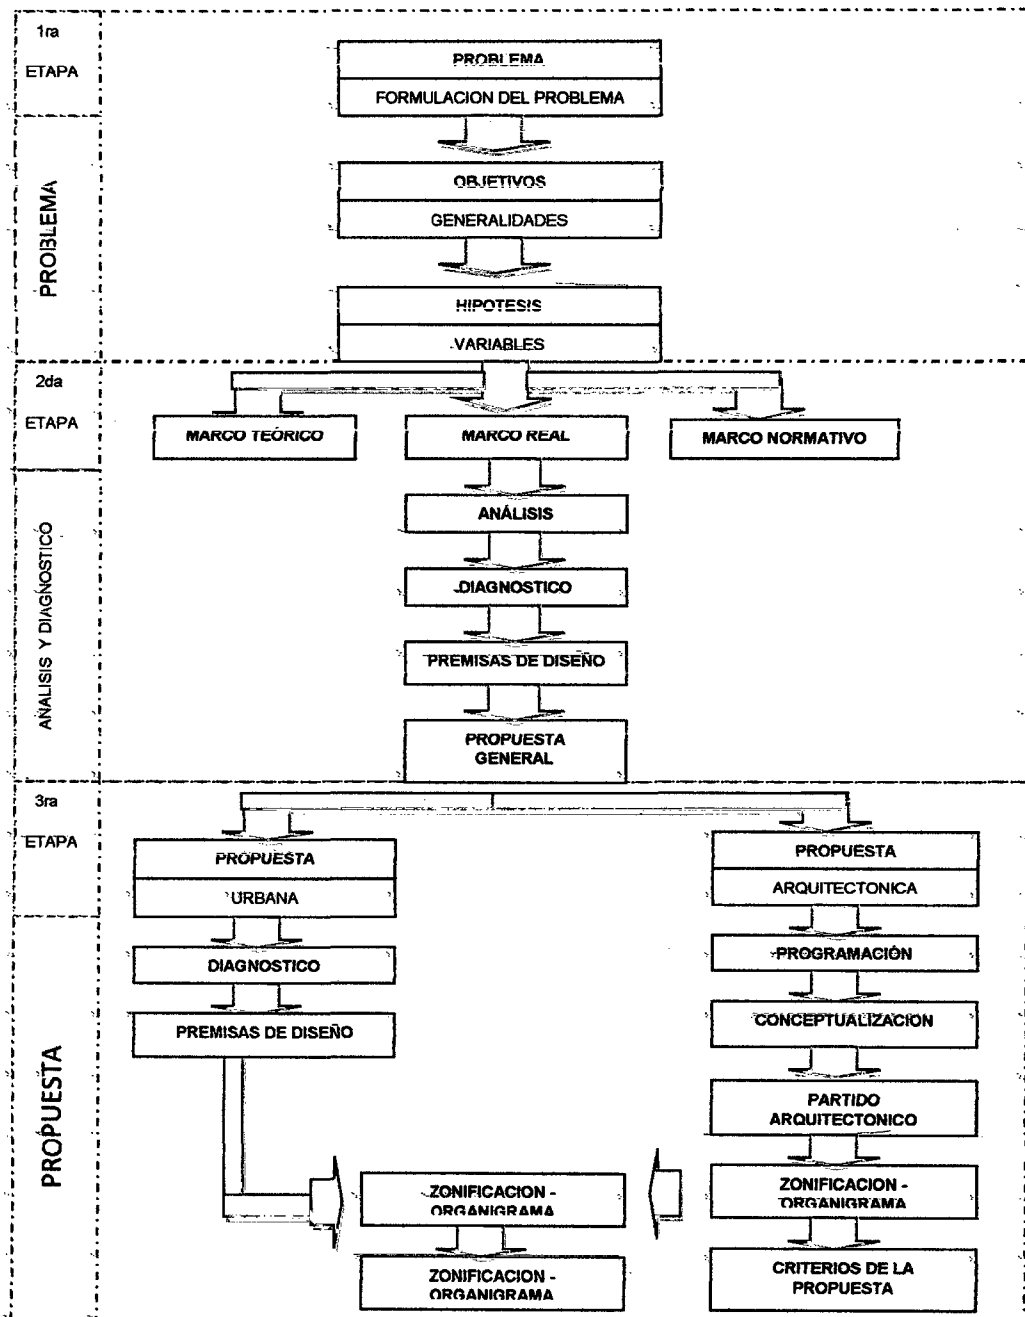 1ra
ETAPA
PROBLEMA
PROBLEMA
FORMULACION DEL PROBLEMA
OBJETIVOS
GENERALIDADES
HIPOTESIS
VARIABLES
2da
ETAPA
ANALISIS Y DIAGNOSTICO
MARCO TEÓRICO
MARCO REAL
MARCO NORMATIVO
ANÁLISIS
DIAGNOSTICO
PREMISAS DE DISEÑO
PROPUESTA
GENERAL
3ra
ETAPA
PROPUESTA
PROPUESTA
URBANA
DIAGNOSTICO
PREMISAS DE DISEÑO
PROPUESTA
ARQUITECTONICA
PROGRAMACIÓN
CONCEPTUALIZACION
PARTIDO
ARQUITECTONICO
ZONIFICACION -
ORGANIGRAMA
CRITERIOS DE LA
PROPUESTA
ZONIFICACION -
ORGANIGRAMA
ZONIFICACION -
ORGANIGRAMA